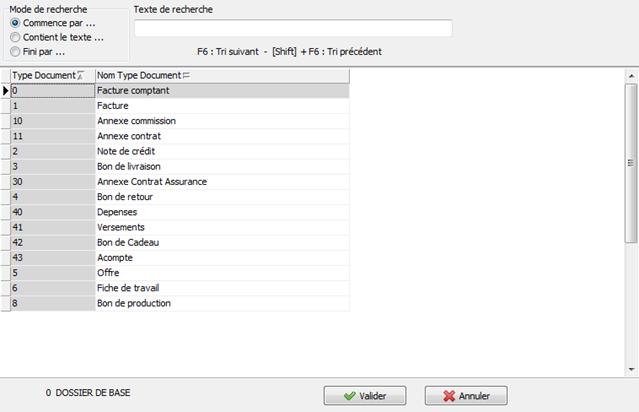 Mode de recherche
Commence par ...
Contient le texte ...
Fini par ...
Texte de recherche
F6 : Tri suivant - [Shift] + F6 : Tri précédent
Type Document Nom Type Document
0 Facture comptant
1 Facture
10 Annexe commission
11 Annexe contrat
2 Note de crédit
3 Bon de livraison
30 Annexe Contrat Assurance
4 Bon de retour
40 Depenses
41 Versements
42 Bon de Cadeau
43 Acompte
5 Offre
6 Fiche de travail
8 Bon de production
0 DOSSIER DE BASE
Valider
Annuler